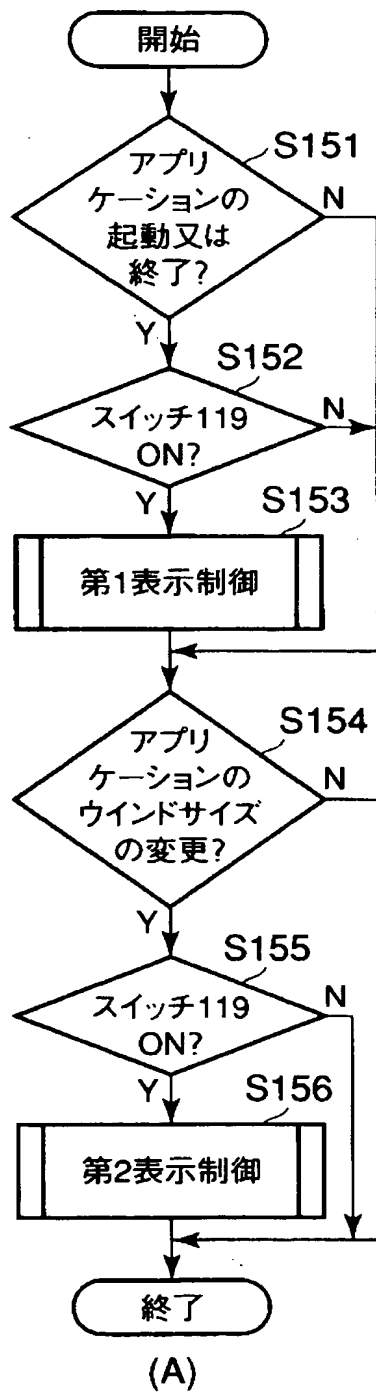 開始
S151
アプリ
ケーションの
起動又は
終了?
N
Y
S152
スイッチ119
ON?
N
Y
S153
第1表示制御
S154
アプリ
ケーションの
ウインドサイズ
の変更?
N
Y
S155
スイッチ119
ON?
N
Y
S156
第2表示制御
終了
(A)